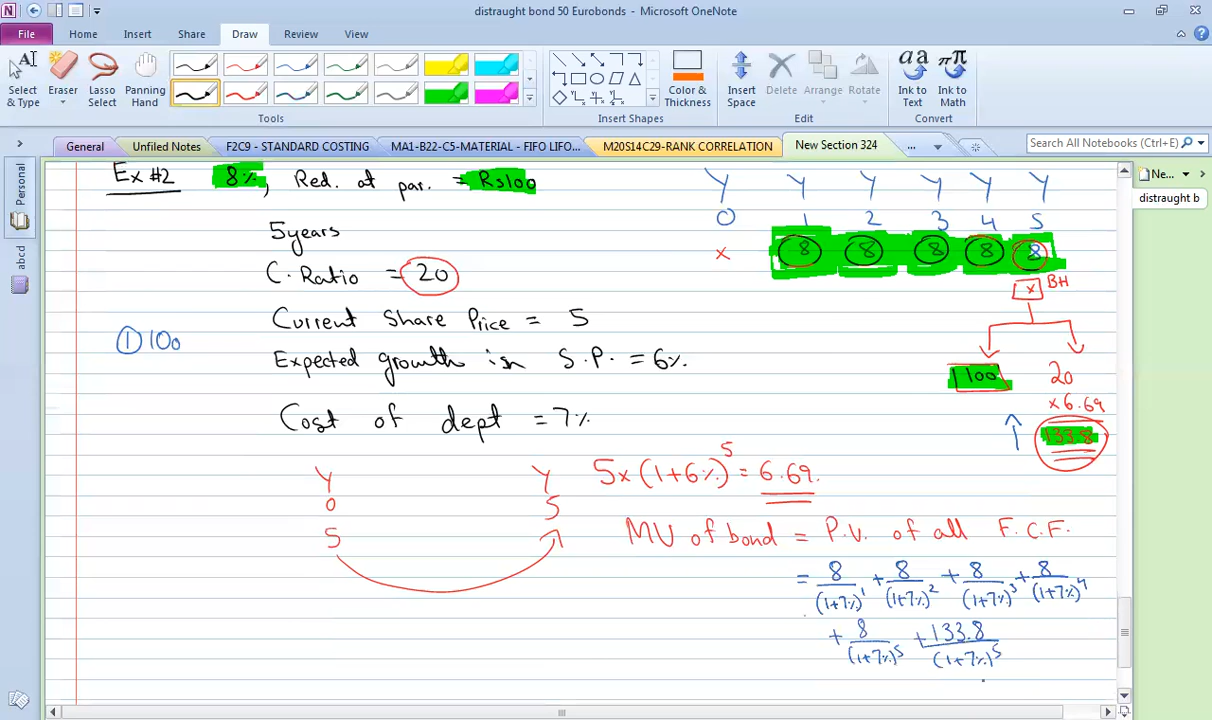 distraught bond 50 Eurobonds - Microsoft OneNote
File Home Insert Share Draw Review View
Select & Type
Eraser
Lasso Select
Panning Hand
Color & Thickness
Insert Space
Delete
Arrange
Rotate
Ink to Text
Ink to Math
Tools
Insert Shapes
Edit
Convert
General Unfiled Notes F2C9 - STANDARD COSTING MA1-B22-C5-MATERIAL - FIFO LIFO... M20S14C29-RANK CORRELATION New Section 324 ... Search All Notebooks (Ctrl+E)
Personal
abcd
Ne...
distraught b
Ex #2 8%, Red. at par. = Rs100
5years
C. Ratio = 20
Current Share Price = 5
① 100
Expected growth in S.P. = 6%
Cost of dept = 7%
Y Y Y Y Y Y
0 1 2 3 4 5
x 8 8 8 8 8
x BH
100 20
x6.69
133.8
Y Y
0 5
5
5x(1+6%)^5 = 6.69.
MV of bond = P.V. of all F.C.F.
= 8/(1+7%)^1 + 8/(1+7%)^2 + 8/(1+7%)^3 + 8/(1+7%)^4
+ 8/(1+7%)^5 + 133.8/(1+7%)^5